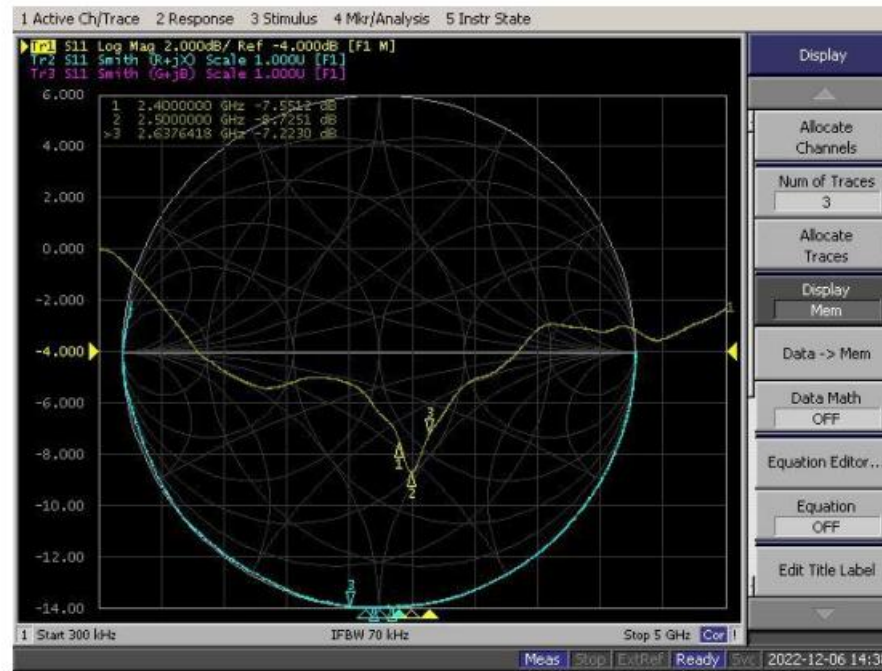 1 Active Ch/Trace 2 Response 3 Stimulus 4 Mkr/Analysis 5 Instr State
Tr1 S11 Log Mag 2.000dB/ Ref -4.000dB [F1 M]
Tr2 S11 Smith (R+jX) Scale 1.000U [F1]
Tr3 S11 Smith (G+jB) Scale 1.000U [F1]
1 2.4000000 GHz -7.5512 dB
2 2.5000000 GHz -8.7251 dB
>3 2.6376418 GHz -7.2230 dB
6.000
4.000
2.000
0.000
-2.000
-4.000
-6.000
-8.000
-10.00
-12.00
-14.00
1
3
1
2
3
1 Start 300 kHz IFBW 70 kHz Stop 5 GHz Cor !
Display
Allocate
Channels
Num of Traces
3
Allocate
Traces
Display
Mem
Data -> Mem
Data Math
OFF
Equation Editor...
Equation
OFF
Edit Title Label
Meas Stop ExtRef Ready Svc 2022-12-06 14:3